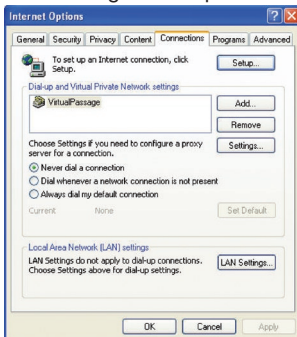 Internet Options
General Security Privacy Content Connections Programs Advanced
To set up an Internet connection, click
Setup.
Setup...
Dial-up and Virtual Private Network settings
VirtualPassage
Add...
Remove
Choose Settings if you need to configure a proxy
server for a connection.
Settings...
Never dial a connection
Dial whenever a network connection is not present
Always dial my default connection
Current None
Set Default
Local Area Network (LAN) settings
LAN Settings do not apply to dial-up connections.
Choose Settings above for dial-up settings.
LAN Settings...
OK Cancel Apply